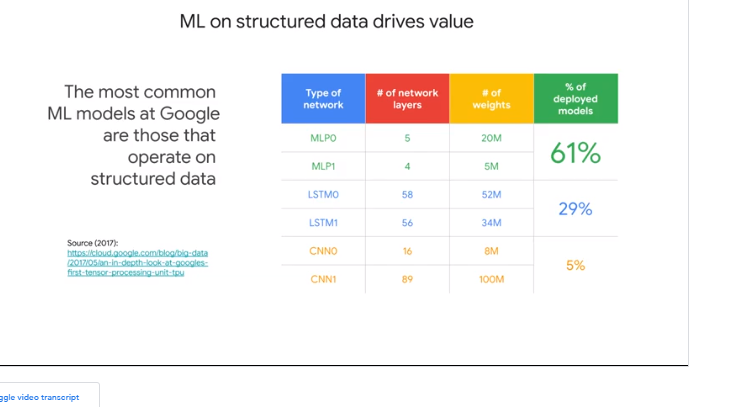 ML on structured data drives value
The most common
ML models at Google
are those that
operate on
structured data
Source (2017):
https://cloud.google.com/blog/big-data
/2017/05/an-in-depth-look-at-googles-
first-tensor-processing-unit-tpu
Type of network # of network layers # of weights % of deployed models
MLP0 5 20M 61%
MLP1 4 5M
LSTM0 58 52M 29%
LSTM1 56 34M
CNN0 16 8M 5%
CNN1 89 100M
ggle video transcript